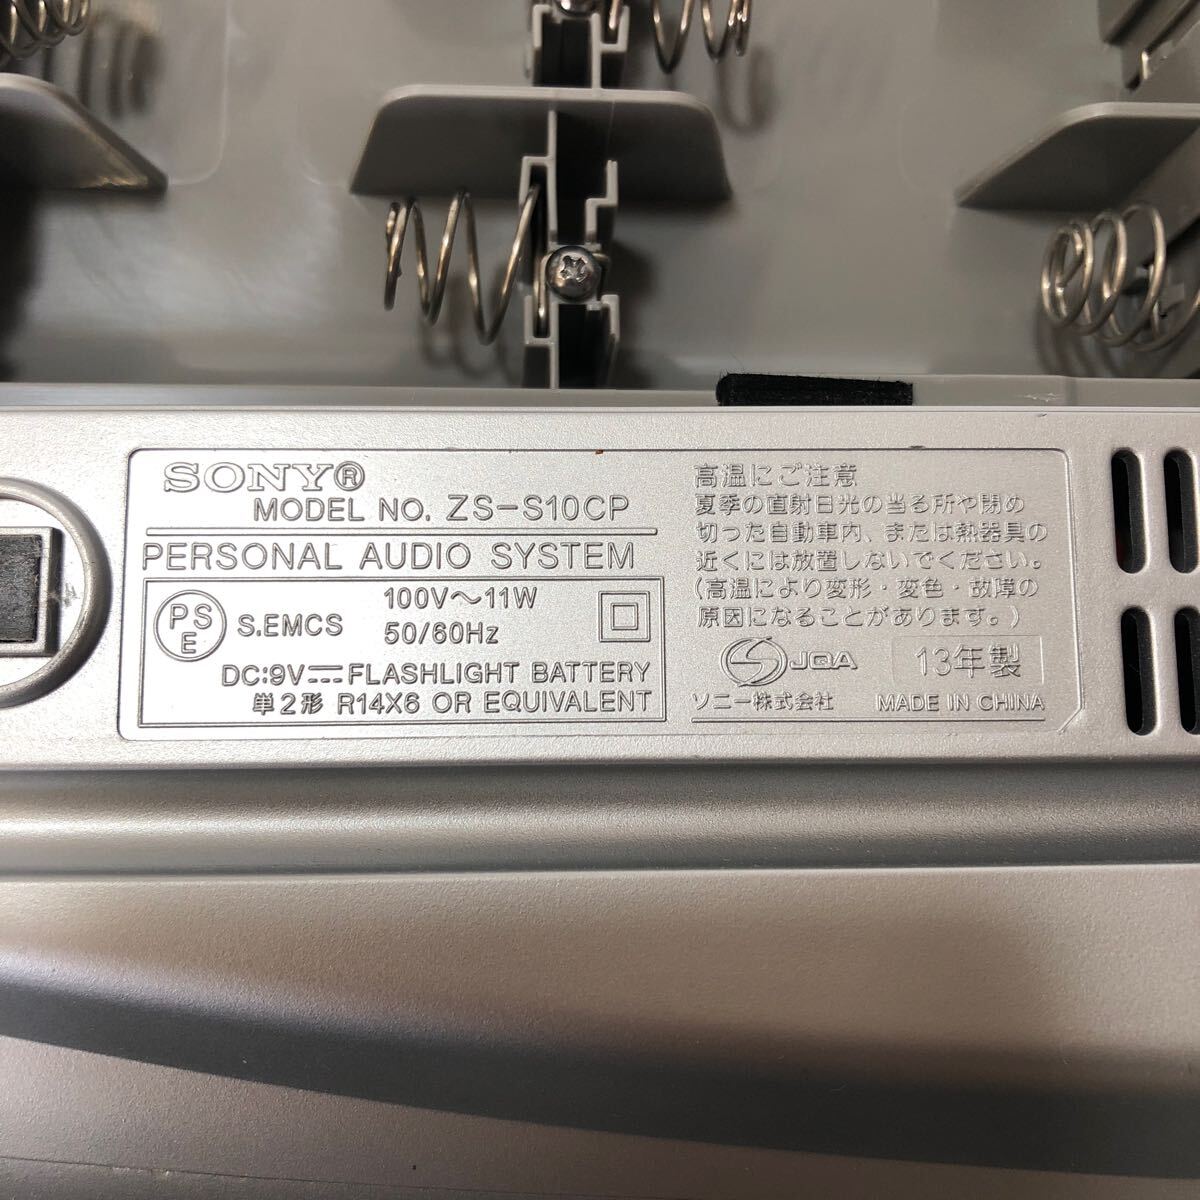 SONY®
MODEL NO. ZS-S10CP
PERSONAL AUDIO SYSTEM
PS
E
S.EMCS
100V～11W
50/60Hz
DC:9V⎓FLASHLIGHT BATTERY
単2形 R14X6 OR EQUIVALENT
高温にご注意
夏季の直射日光の当る所や閉め
切った自動車内、または熱器具の
近くには放置しないでください。
(高温により変形・変色・故障の
原因になることがあります。)
JQA
13年製
ソニー株式会社 MADE IN CHINA